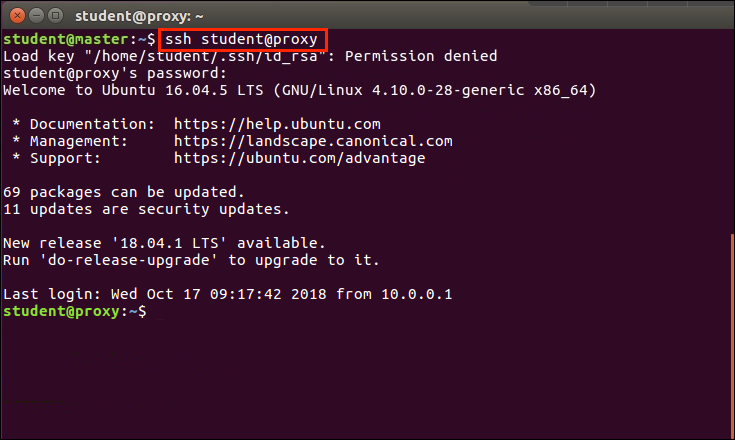 student@proxy: ~
student@master:~$ ssh student@proxy
Load key "/home/student/.ssh/id_rsa": Permission denied
student@proxy's password:
Welcome to Ubuntu 16.04.5 LTS (GNU/Linux 4.10.0-28-generic x86_64)
* Documentation:  https://help.ubuntu.com
* Management:     https://landscape.canonical.com
* Support:        https://ubuntu.com/advantage
69 packages can be updated.
11 updates are security updates.
New release '18.04.1 LTS' available.
Run 'do-release-upgrade' to upgrade to it.
Last login: Wed Oct 17 09:17:42 2018 from 10.0.0.1
student@proxy:~$